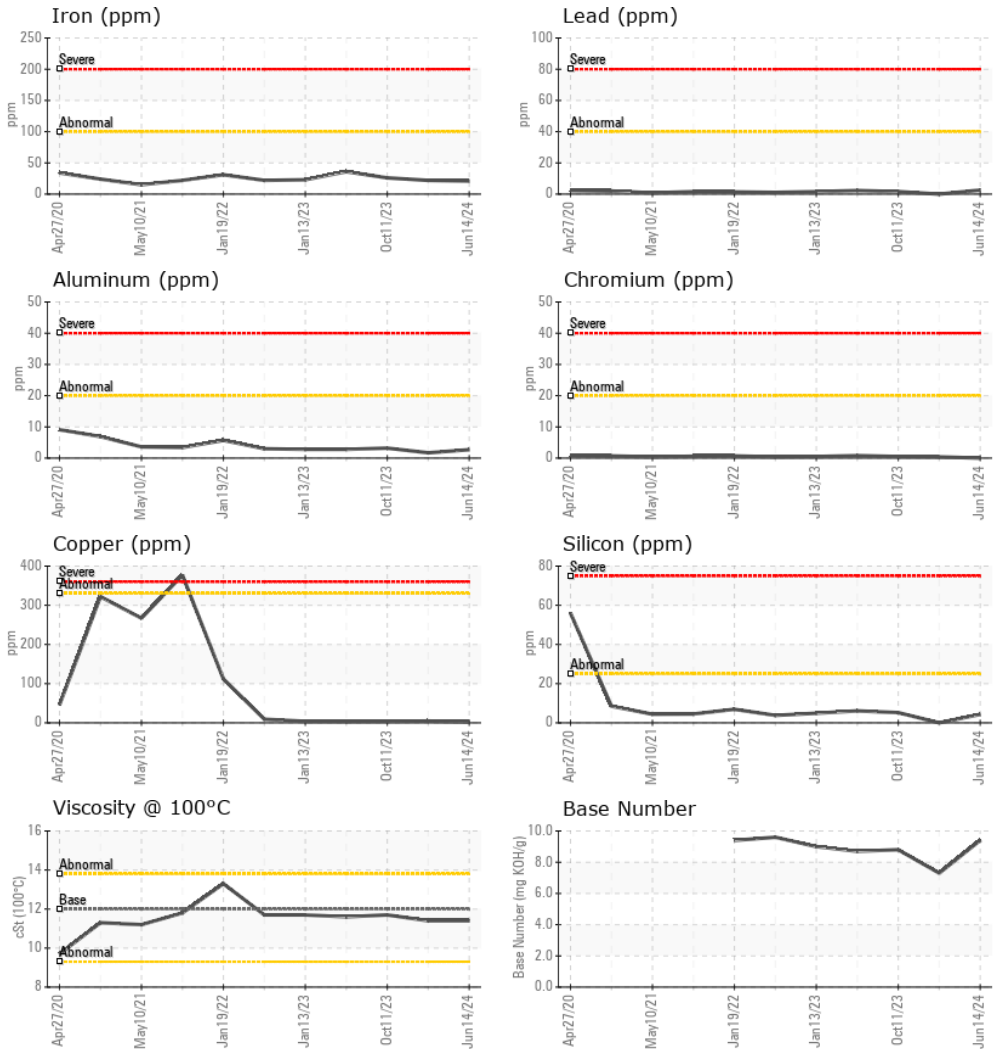 Iron (ppm)
250
200
150
100
50
0
ppm
Severe
Abnormal
Apr27/20
May10/21
Jan19/22
Jan13/23
Oct11/23
Jun14/24
Lead (ppm)
100
80
60
40
20
0
ppm
Severe
Abnormal
Apr27/20
May10/21
Jan19/22
Jan13/23
Oct11/23
Jun14/24
Aluminum (ppm)
50
40
30
20
10
0
ppm
Severe
Abnormal
Apr27/20
May10/21
Jan19/22
Jan13/23
Oct11/23
Jun14/24
Chromium (ppm)
50
40
30
20
10
0
ppm
Severe
Abnormal
Apr27/20
May10/21
Jan19/22
Jan13/23
Oct11/23
Jun14/24
Copper (ppm)
400
300
200
100
0
ppm
Severe
Abnormal
Apr27/20
May10/21
Jan19/22
Jan13/23
Oct11/23
Jun14/24
Silicon (ppm)
80
60
40
20
0
ppm
Severe
Abnormal
Apr27/20
May10/21
Jan19/22
Jan13/23
Oct11/23
Jun14/24
Viscosity @ 100°C
16
14
12
10
8
cSt (100°C)
Abnormal
Base
Abnormal
Apr27/20
May10/21
Jan19/22
Jan13/23
Oct11/23
Jun14/24
Base Number
10.0
8.0
6.0
4.0
2.0
0.0
Base Number (mg KOH/g)
Apr27/20
May10/21
Jan19/22
Jan13/23
Oct11/23
Jun14/24